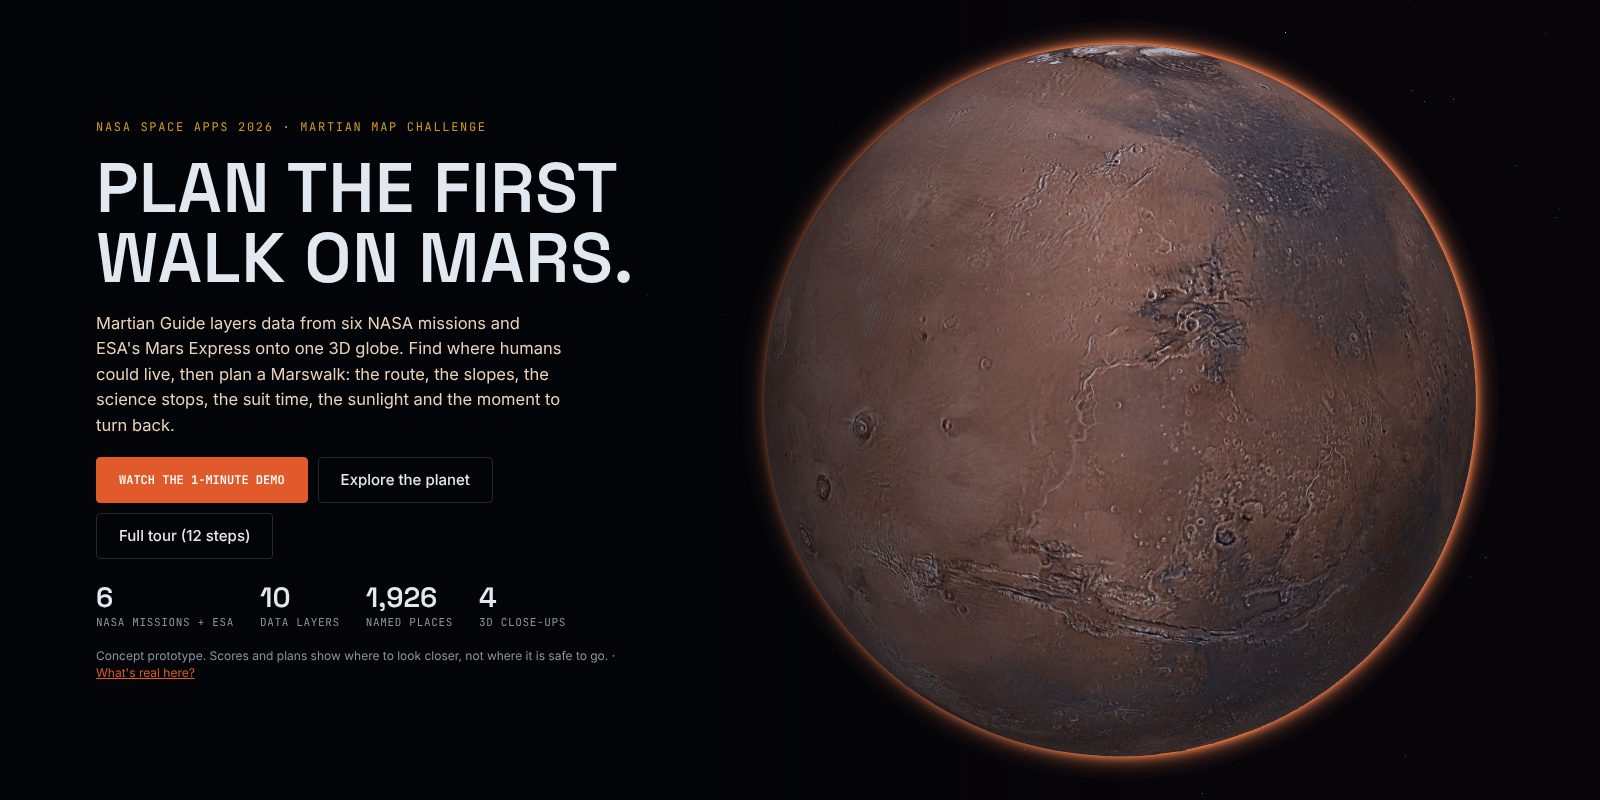 NASA SPACE APPS 2026 · MARTIAN MAP CHALLENGE
PLAN THE FIRST
WALK ON MARS.
Martian Guide layers data from six NASA missions and
ESA's Mars Express onto one 3D globe. Find where humans
could live, then plan a Marswalk: the route, the slopes, the
science stops, the suit time, the sunlight and the moment to
turn back.
WATCH THE 1-MINUTE DEMO
Explore the planet
Full tour (12 steps)
6
NASA MISSIONS + ESA
10
DATA LAYERS
1,926
NAMED PLACES
4
3D CLOSE-UPS
Concept prototype. Scores and plans show where to look closer, not where it is safe to go. ·
What's real here?